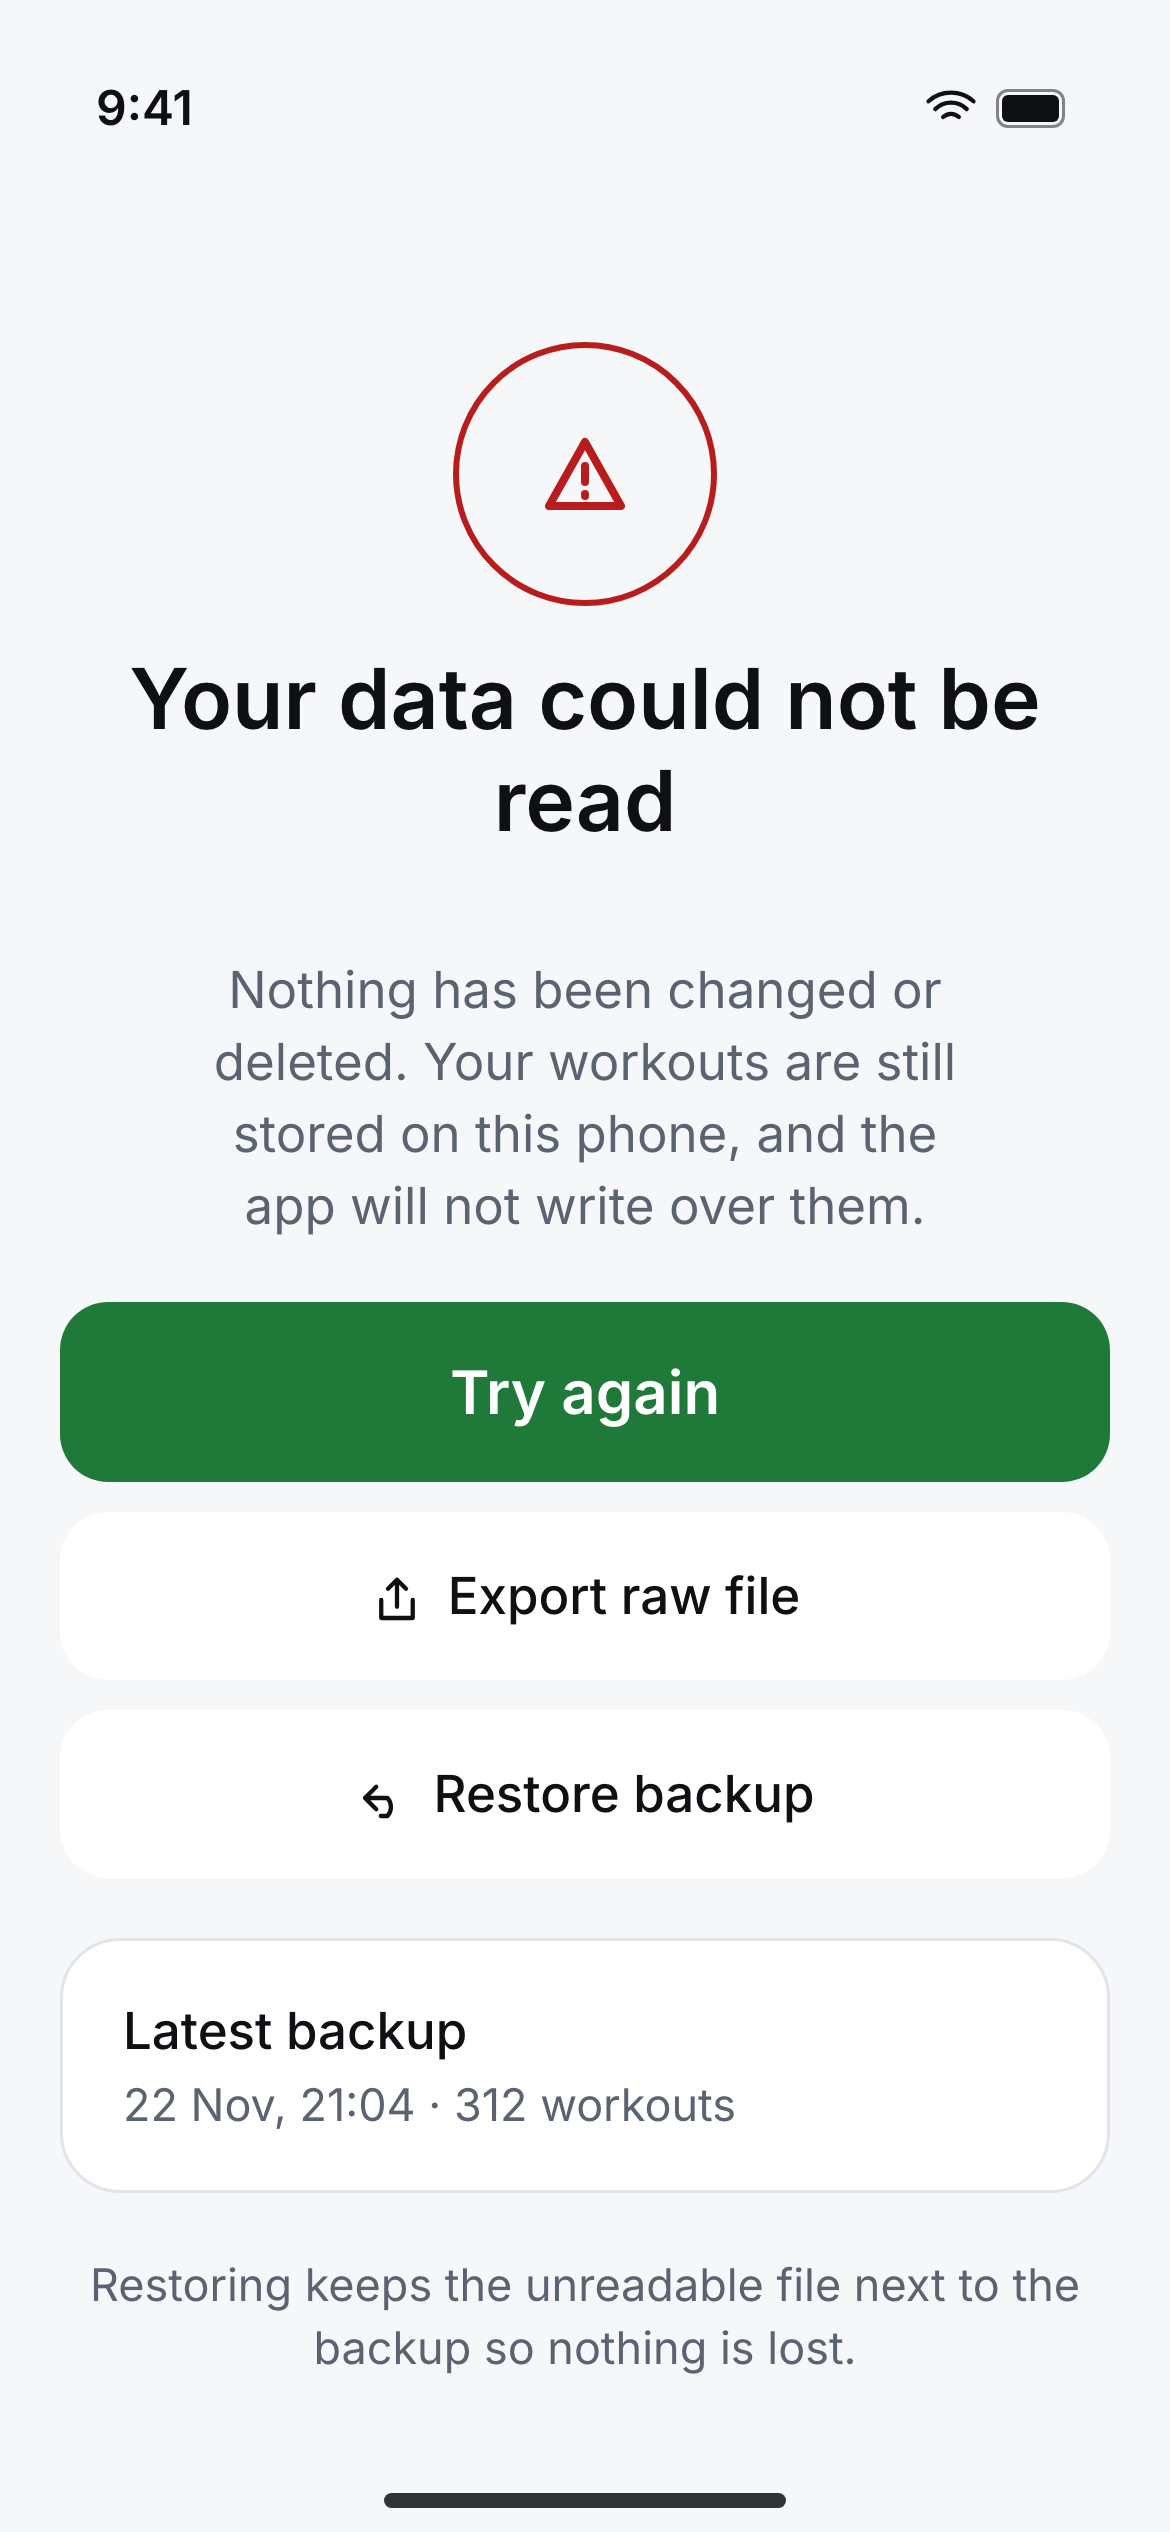 9:41
Your data could not be
read
Nothing has been changed or
deleted. Your workouts are still
stored on this phone, and the
app will not write over them.
Try again
Export raw file
Restore backup
Latest backup
22 Nov, 21:04 · 312 workouts
Restoring keeps the unreadable file next to the
backup so nothing is lost.